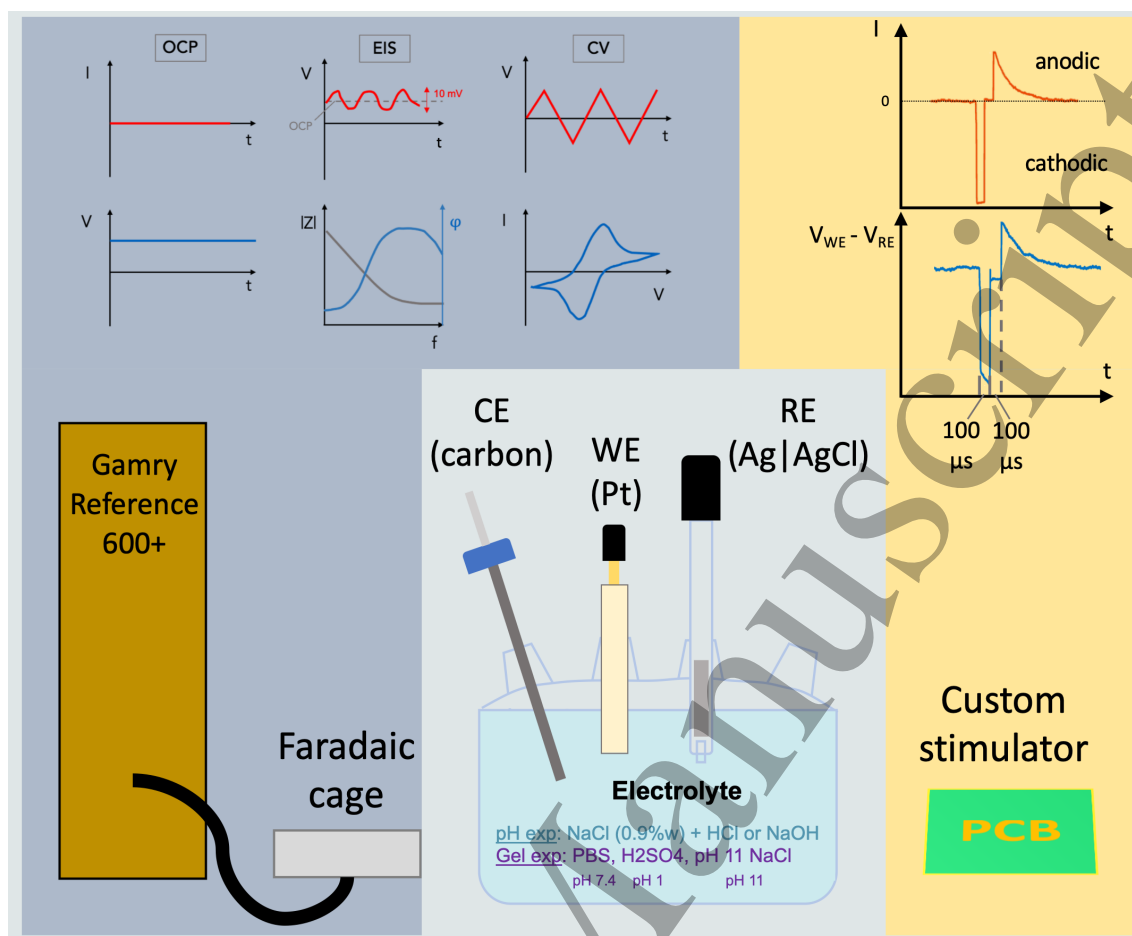 OCP
EIS
CV
I
t
V
10 mV
OCP
t
V
t
V
t
|Z|
φ
f
I
V
I
anodic
0
cathodic
t
V_WE - V_RE
t
100 µs
100 µs
Gamry
Reference
600+
Faradaic
cage
CE
(carbon)
WE
(Pt)
RE
(Ag|AgCl)
Electrolyte
pH exp: NaCl (0.9%w) + HCl or NaOH
Gel exp: PBS, H2SO4, pH 11 NaCl
pH 7.4 pH 1 pH 11
Custom
stimulator
PCB
Manuscript